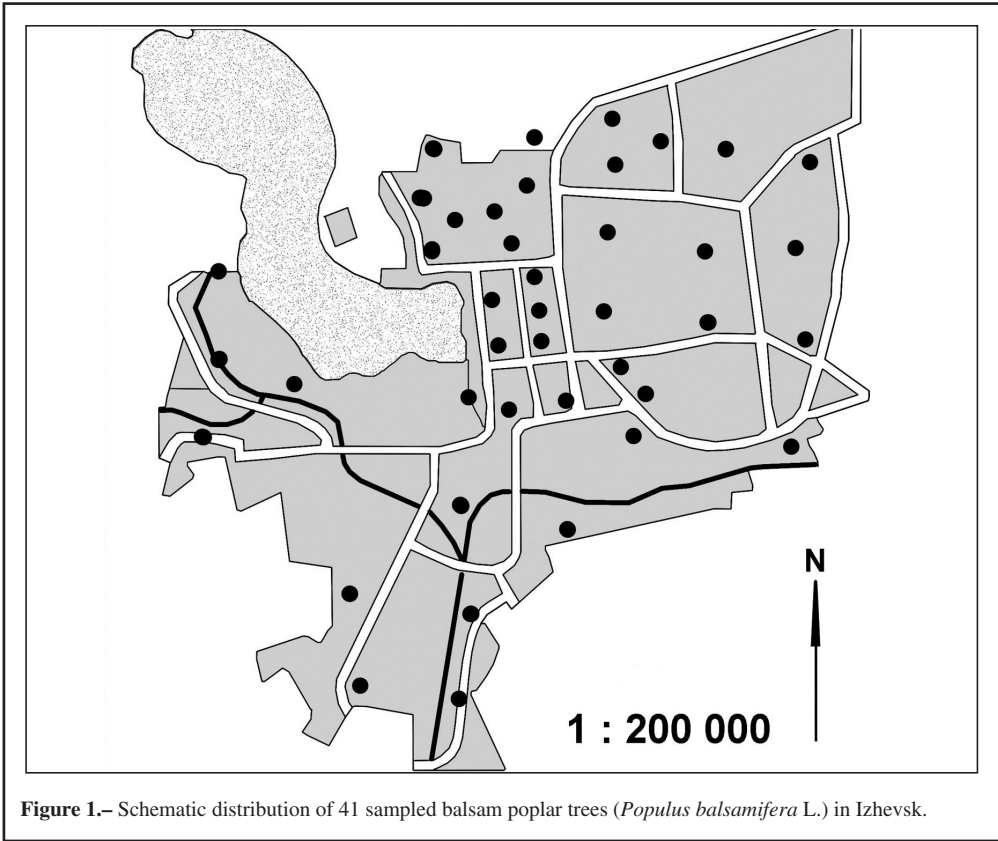 N
1 : 200 000
Figure 1.– Schematic distribution of 41 sampled balsam poplar trees (Populus balsamifera L.) in Izhevsk.